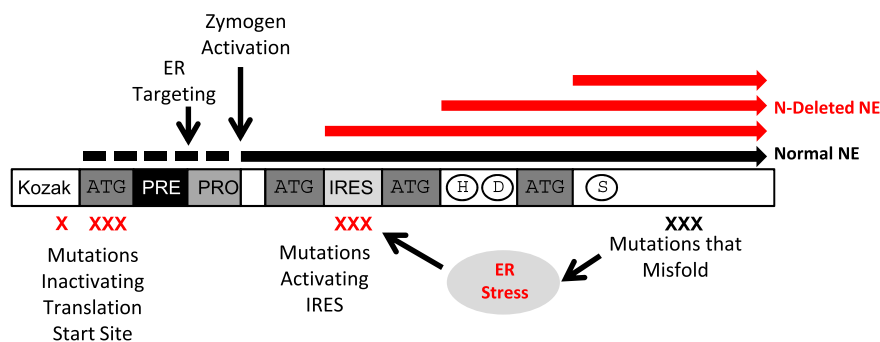 Zymogen
Activation
ER
Targeting
N-Deleted NE
Normal NE
Kozak ATG PRE PRO ATG IRES ATG H D ATG S
X XXX XXX XXX
Mutations
Inactivating
Translation
Start Site
Mutations
Activating
IRES
ER
Stress
Mutations that
Misfold